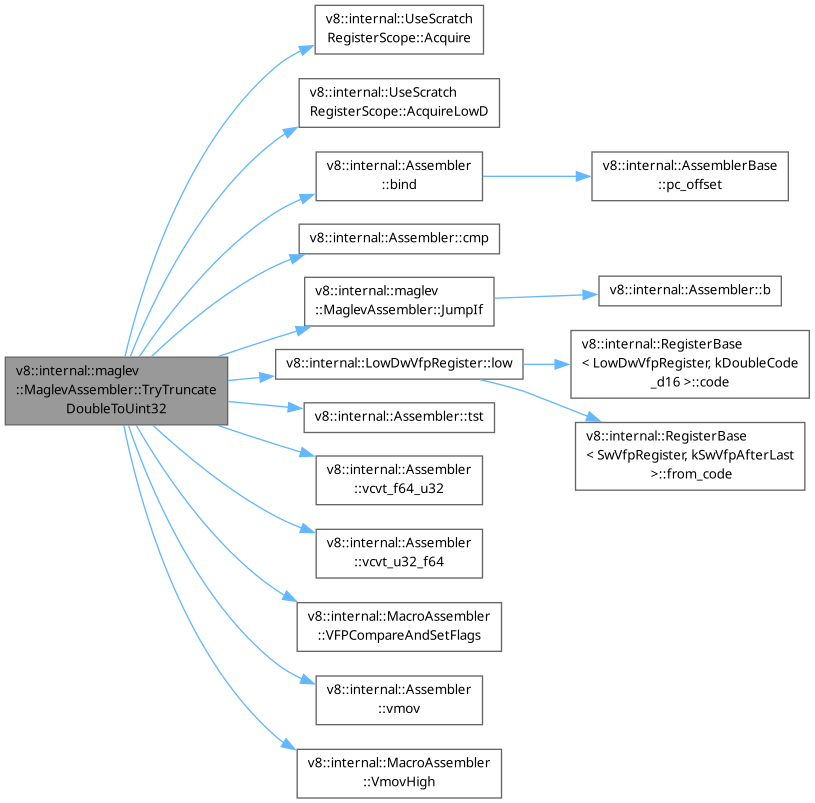 v8::internal::UseScratch
RegisterScope::Acquire
v8::internal::UseScratch
RegisterScope::AcquireLowD
v8::internal::Assembler
::bind
v8::internal::AssemblerBase
::pc_offset
v8::internal::Assembler::cmp
v8::internal::maglev
::MaglevAssembler::JumpIf
v8::internal::Assembler::b
v8::internal::maglev
::MaglevAssembler::TryTruncate
DoubleToUint32
v8::internal::LowDwVfpRegister::low
v8::internal::RegisterBase
< LowDwVfpRegister, kDoubleCode
_d16 >::code
v8::internal::RegisterBase
< SwVfpRegister, kSwVfpAfterLast
>::from_code
v8::internal::Assembler::tst
v8::internal::Assembler
::vcvt_f64_u32
v8::internal::Assembler
::vcvt_u32_f64
v8::internal::MacroAssembler
::VFPCompareAndSetFlags
v8::internal::Assembler
::vmov
v8::internal::MacroAssembler
::VmovHigh